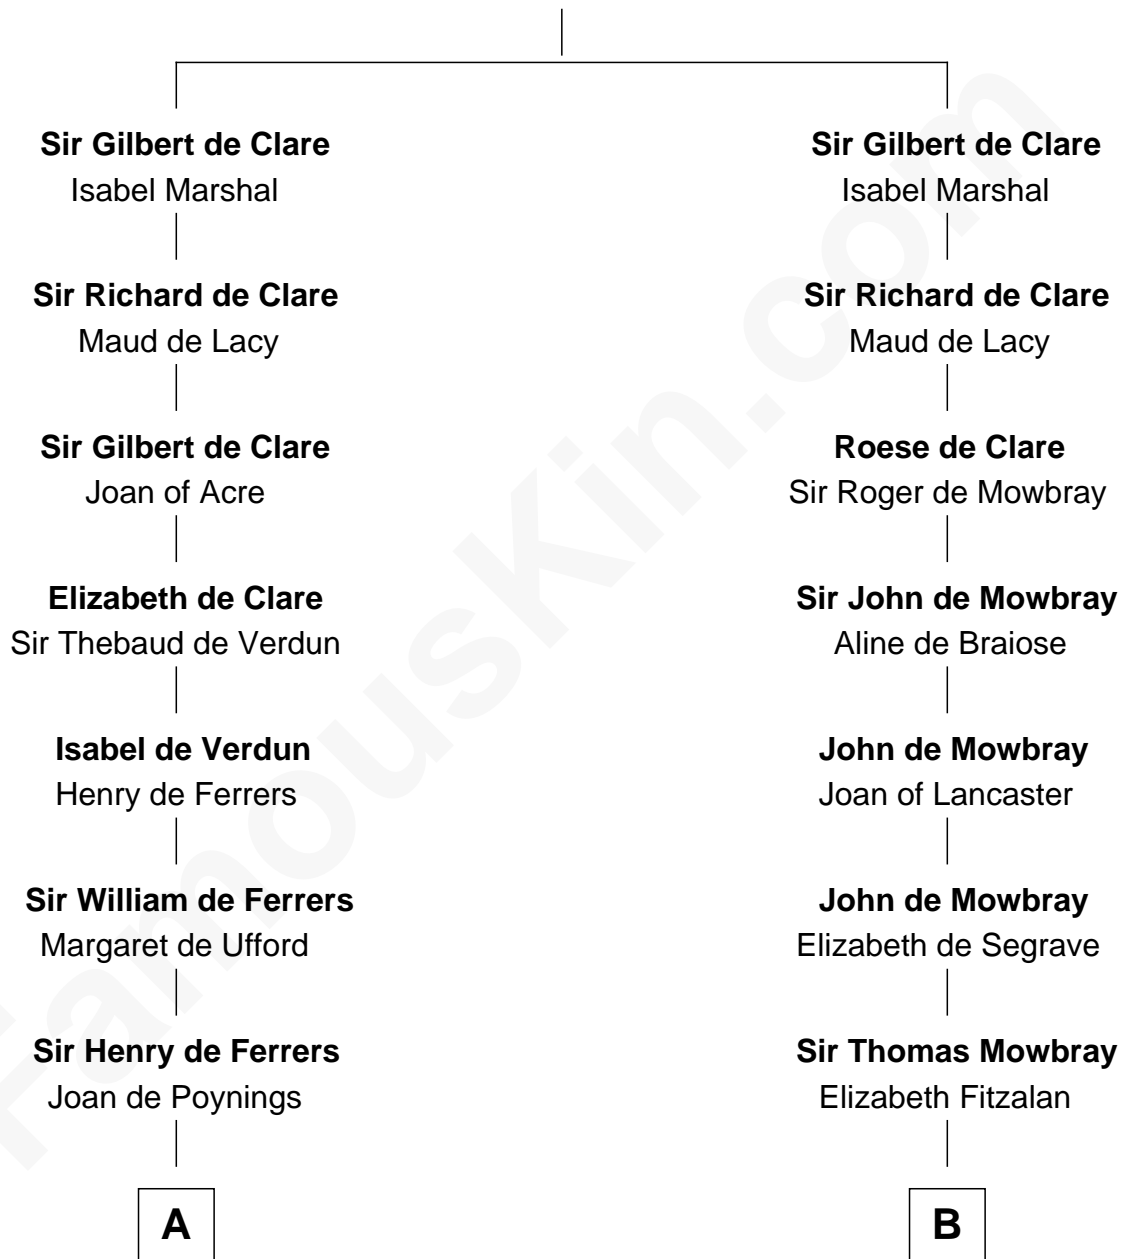 Sir Gilbert de Clare
Isabel Marshal
Sir Richard de Clare
Maud de Lacy
Sir Gilbert de Clare
Joan of Acre
Elizabeth de Clare
Sir Thebaud de Verdun
Isabel de Verdun
Henry de Ferrers
Sir William de Ferrers
Margaret de Ufford
Sir Henry de Ferrers
Joan de Poynings
A
Sir Gilbert de Clare
Isabel Marshal
Sir Richard de Clare
Maud de Lacy
Roese de Clare
Sir Roger de Mowbray
Sir John de Mowbray
Aline de Braiose
John de Mowbray
Joan of Lancaster
John de Mowbray
Elizabeth de Segrave
Sir Thomas Mowbray
Elizabeth Fitzalan
B
FamousKin.com